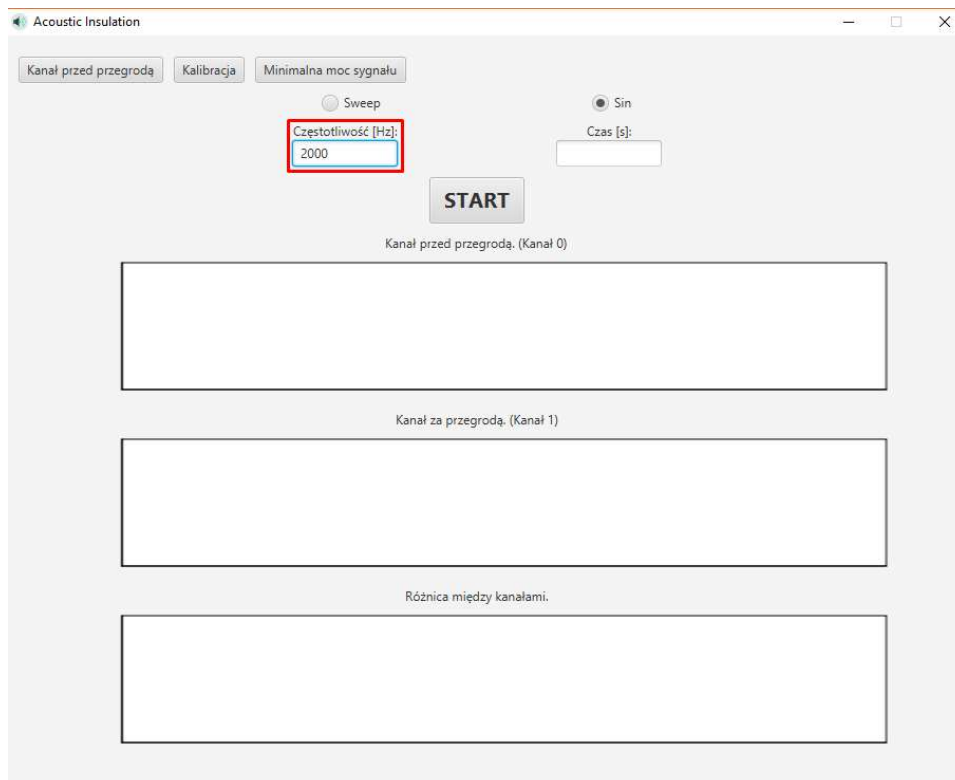 Acoustic Insulation
Kanał przed przegrodą Kalibracja Minimalna moc sygnału
Sweep Sin
Częstotliwość [Hz]: Czas [s]:
2000
START
Kanał przed przegrodą. (Kanał 0)
Kanał za przegrodą. (Kanał 1)
Różnica między kanałami.